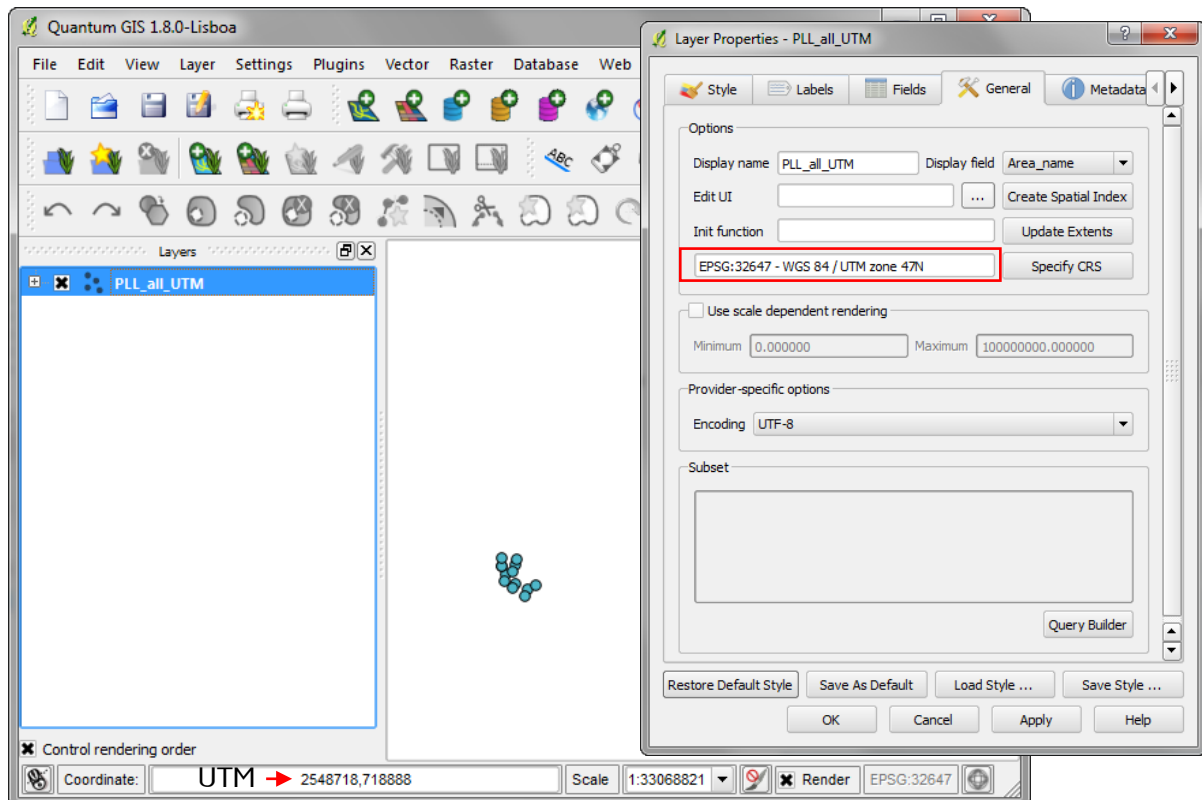 Quantum GIS 1.8.0-Lisboa
File Edit View Layer Settings Plugins Vector Raster Database Web
ABC
Layers
PLL_all_UTM
Control rendering order
Coordinate: UTM 2548718,718888 Scale 1:33068821 Render EPSG:32647
Layer Properties - PLL_all_UTM
Style Labels Fields General Metadata
Options
Display name PLL_all_UTM Display field Area_name
Edit UI ... Create Spatial Index
Init function Update Extents
EPSG:32647 - WGS 84 / UTM zone 47N Specify CRS
Use scale dependent rendering
Minimum 0.000000 Maximum 100000000.000000
Provider-specific options
Encoding UTF-8
Subset
Query Builder
Restore Default Style Save As Default Load Style ... Save Style ...
OK Cancel Apply Help